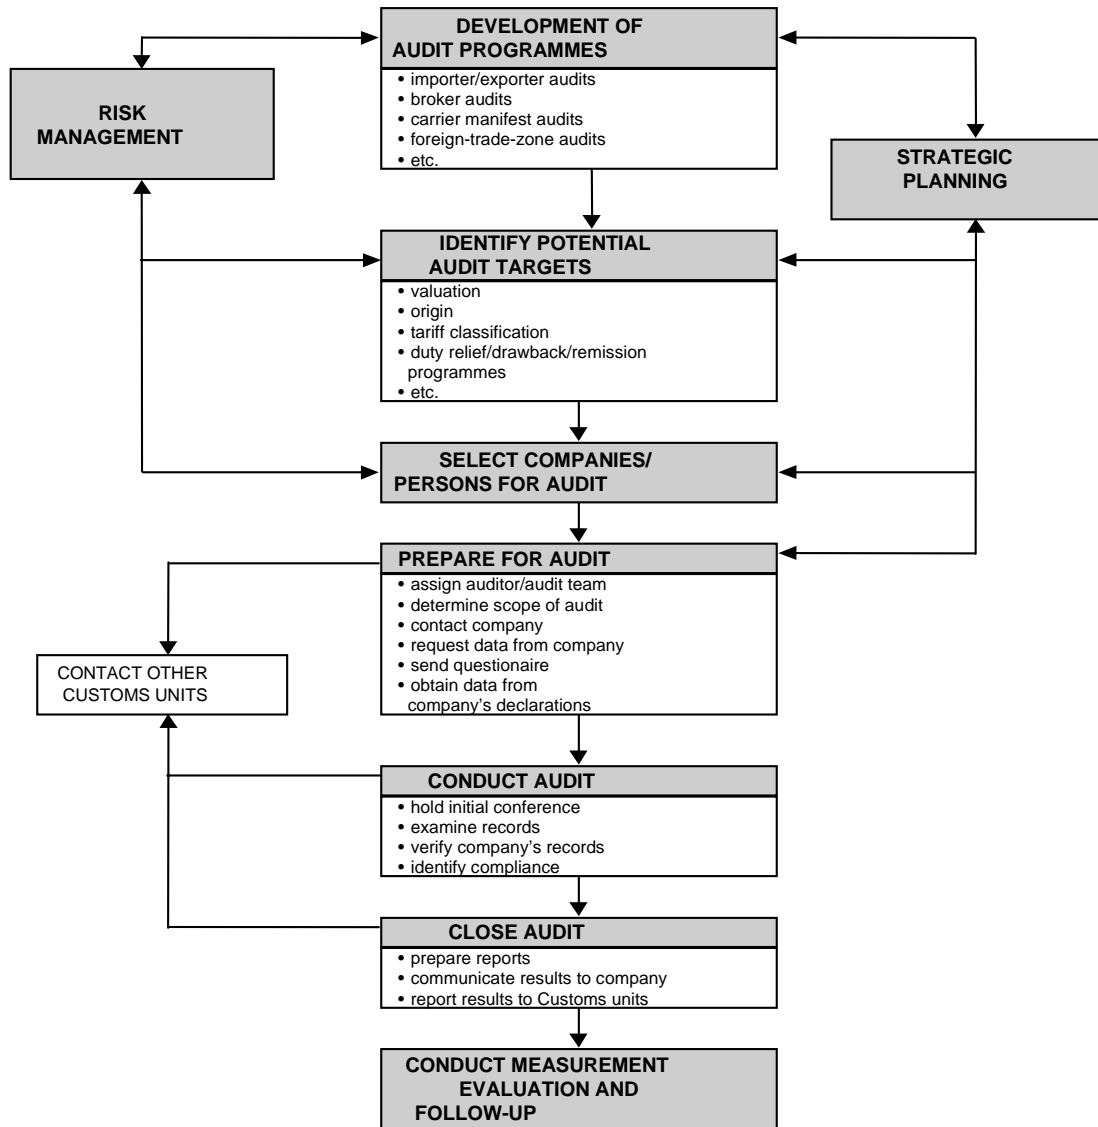 DEVELOPMENT OF
AUDIT PROGRAMMES
• importer/exporter audits
• broker audits
• carrier manifest audits
• foreign-trade-zone audits
• etc.
RISK
MANAGEMENT
STRATEGIC
PLANNING
IDENTIFY POTENTIAL
AUDIT TARGETS
• valuation
• origin
• tariff classification
• duty relief/drawback/remission
programmes
• etc.
SELECT COMPANIES/
PERSONS FOR AUDIT
PREPARE FOR AUDIT
• assign auditor/audit team
• determine scope of audit
• contact company
• request data from company
• send questionaire
• obtain data from
company's declarations
CONTACT OTHER
CUSTOMS UNITS
CONDUCT AUDIT
• hold initial conference
• examine records
• verify company's records
• identify compliance
CLOSE AUDIT
• prepare reports
• communicate results to company
• report results to Customs units
CONDUCT MEASUREMENT
EVALUATION AND
FOLLOW-UP